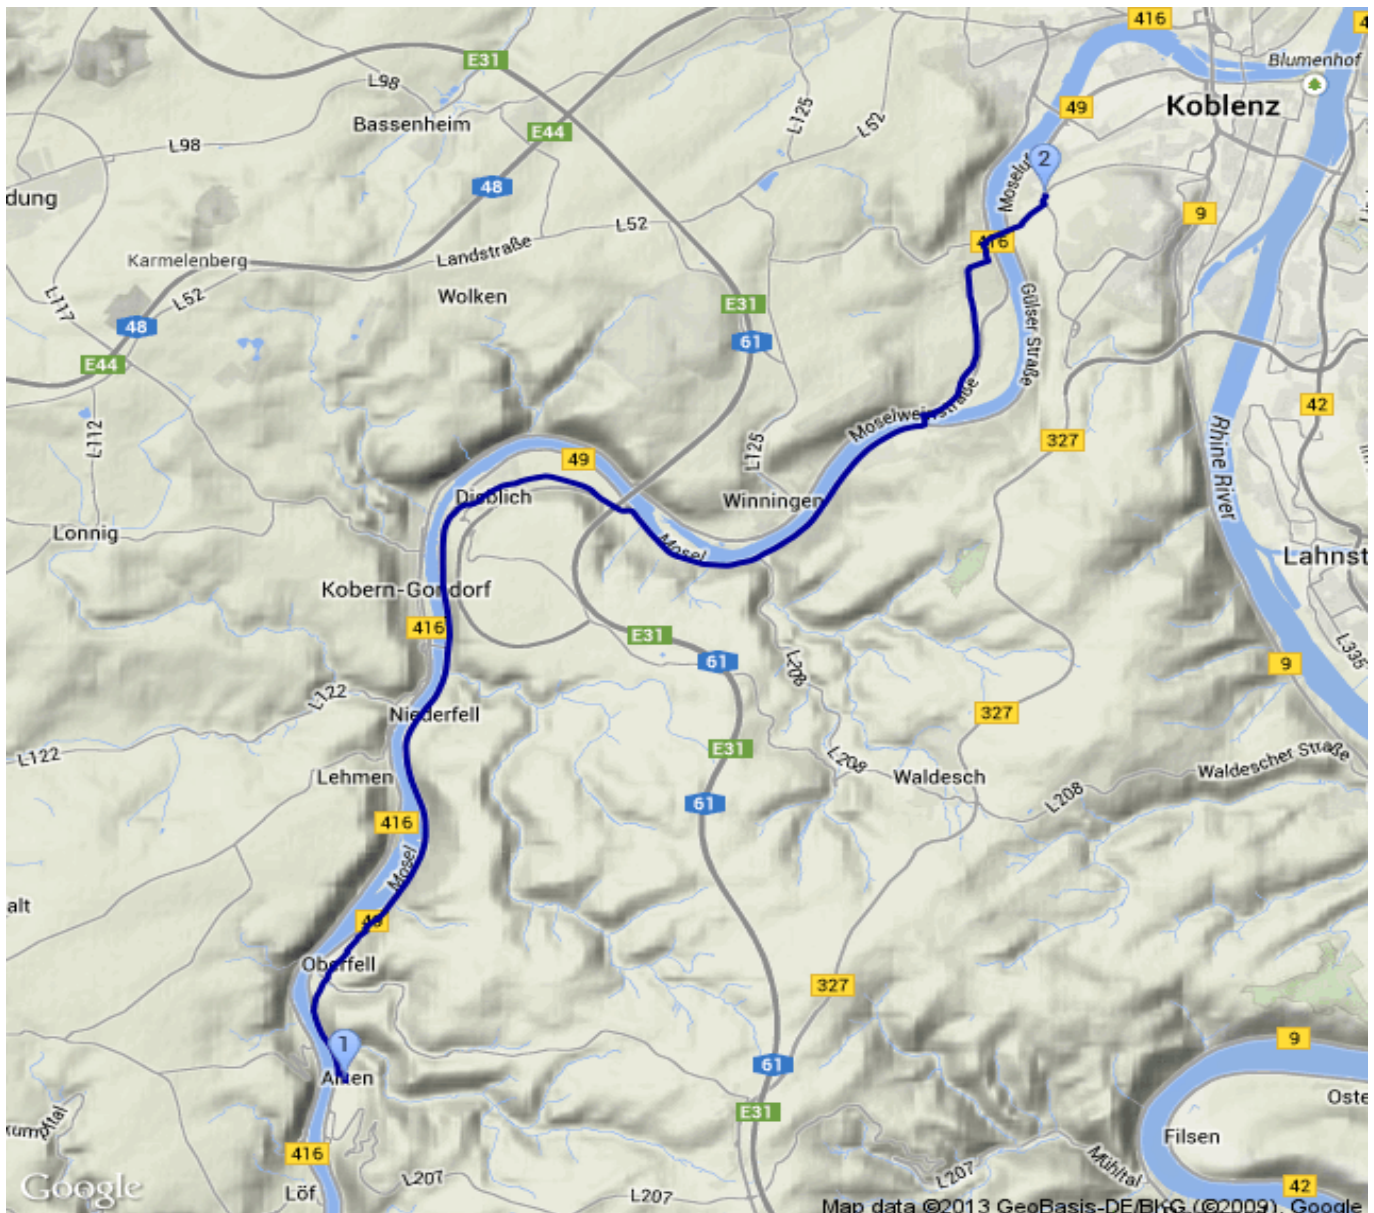 416
4
E31
Blumenhof
L98
49
Koblenz
Bassenheim
L125
L52
E44
L98
2
48
dung
9
416
L52
Landstraße
Karmelenberg
L117
L52
Wolken
Gülser Straße
E31
48
61
E44
42
Moselweinstraße
L112
327
Rhine River
L125
49
Dieblich
Winningen
Lonnig
Mosel
Lahnst
Kobern-Gondorf
416
E31
L335
61
9
L208
L122
Niederfell
327
E31
L122
L208
Waldescher Straße
Lehmen
Waldesch
61
L208
416
Mosel
alt
49
Oberfell
327
9
1
61
Alken
Oste
E31
Filsen
416
Mühltal
L207
L207
42
Google
Löf
L207
Map data ©2013 GeoBasis-DE/BKG (©2009), Google